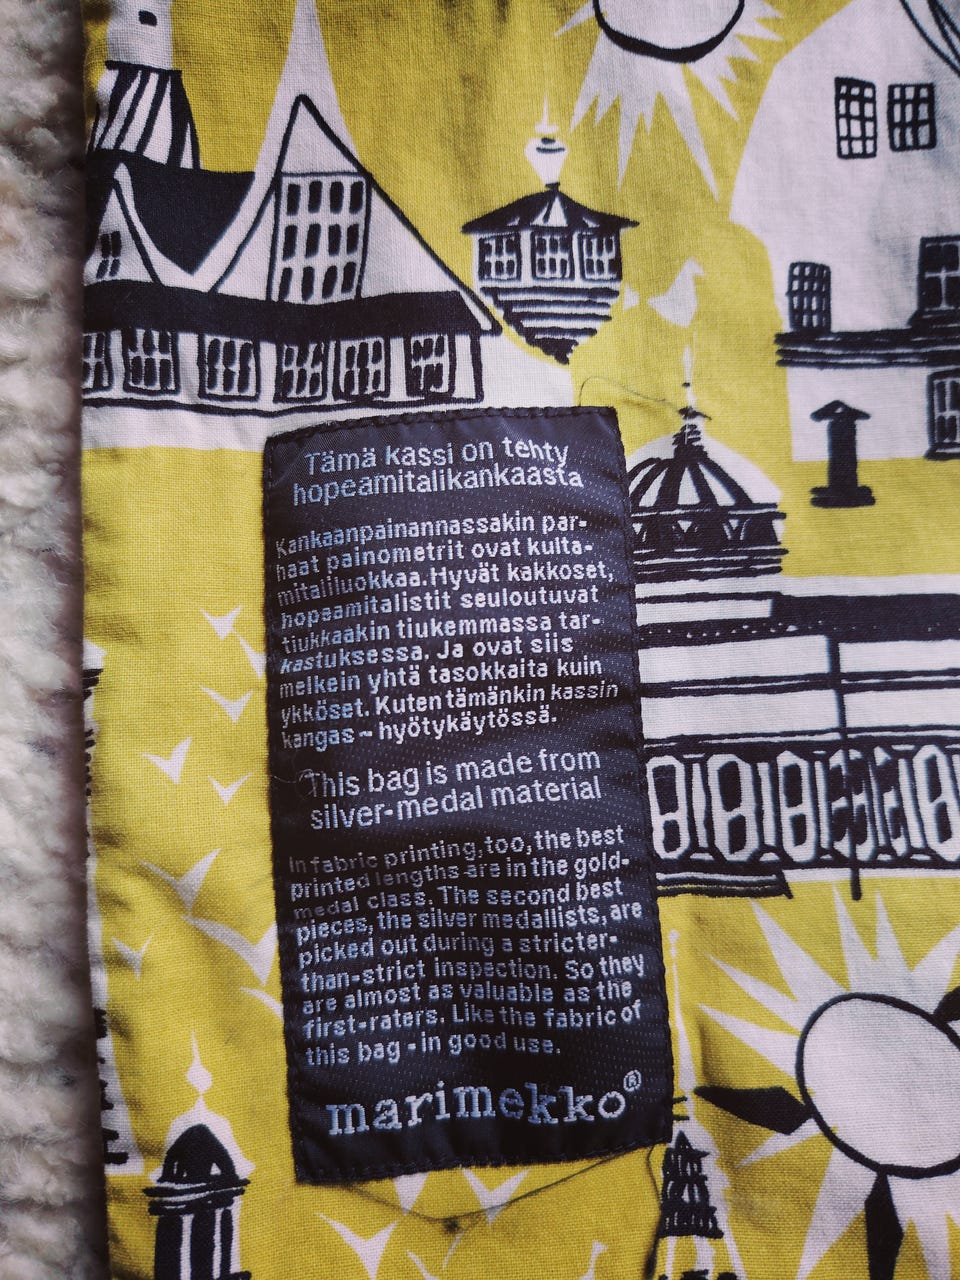 Tämä kassi on tehty
hopeamitalikankaasta
Kankaanpainannassakin par-
haat painometrit ovat kulta-
mitaliluokkaa. Hyvät kakkoset,
hopeamitalistit seuloutuvat
tiukkaakin tiukemmassa tar-
kastuksessa. Ja ovat siis
melkein yhtä tasokkaita kuin
ykköset. Kuten tämänkin kassin
kangas ~ hyötykäytössä.
This bag is made from
silver-medal material
In fabric printing, too, the best
printed lengths are in the gold-
medal class. The second best
pieces, the silver medallists, are
picked out during a stricter-
than-strict inspection. So they
are almost as valuable as the
first-raters. Like the fabric of
this bag - in good use.
marimekko®